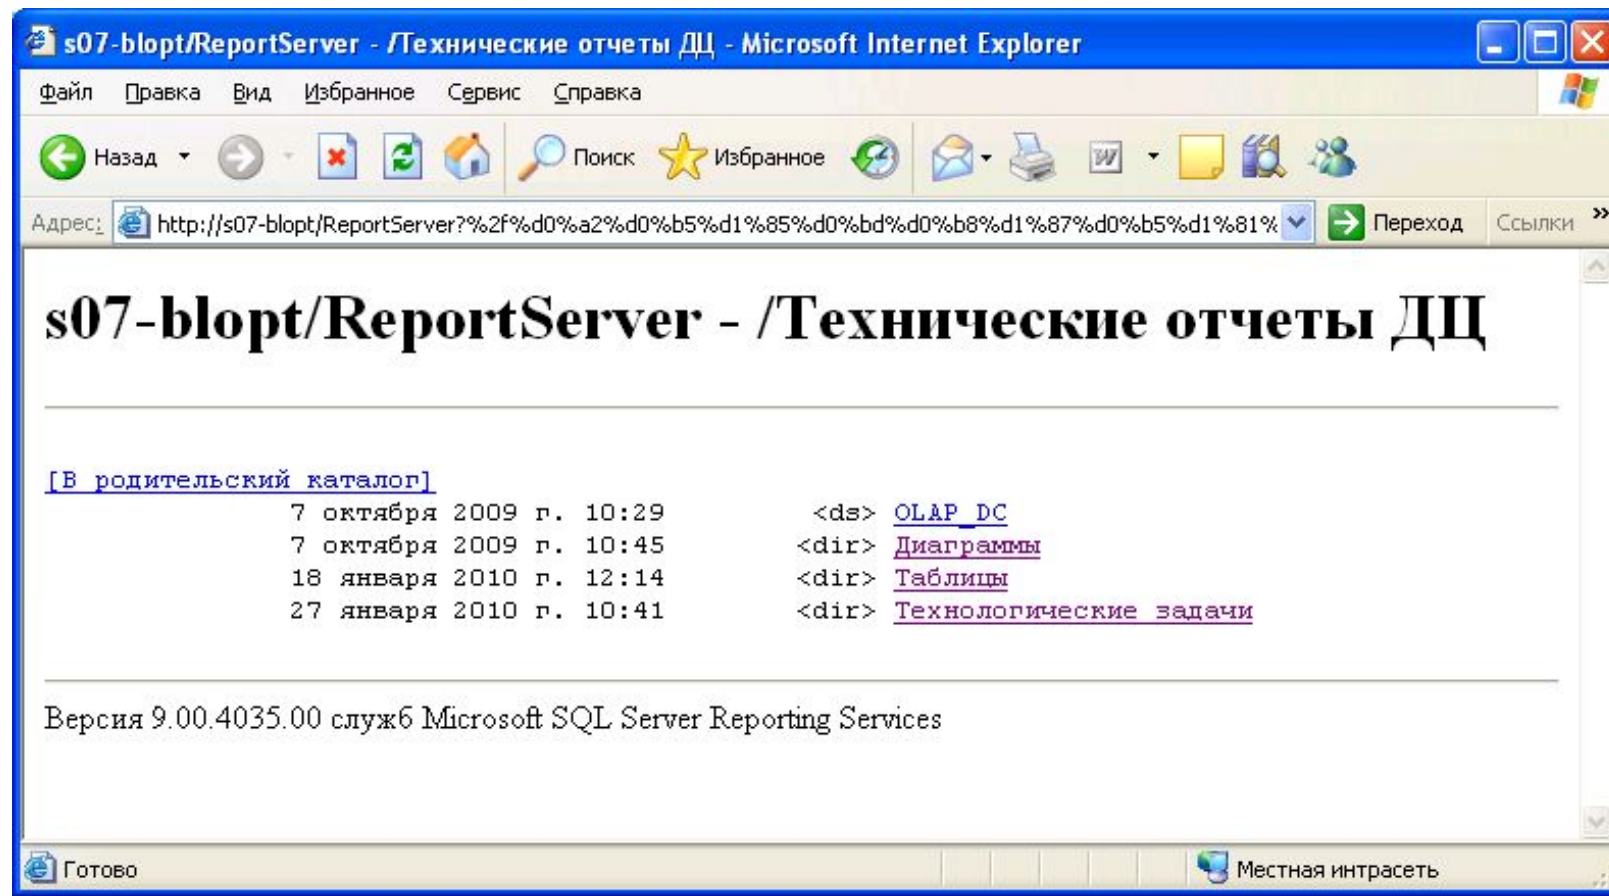 s07-blopt/ReportServer - /Технические отчеты ДЦ - Microsoft Internet Explorer
Файл Правка Вид Избранное Сервис Справка
Назад Поиск Избранное
Адрес: http://s07-blopt/ReportServer?%2f%d0%a2%d0%b5%d1%85%d0%bd%d0%b8%d1%87%d0%b5%d1%81% Переход Ссылки »
s07-blopt/ReportServer - /Технические отчеты ДЦ
[В родительский каталог]
7 октября 2009 г. 10:29 <ds> OLAP_DC
7 октября 2009 г. 10:45 <dir> Диаграммы
18 января 2010 г. 12:14 <dir> Таблицы
27 января 2010 г. 10:41 <dir> Технологические задачи
Версия 9.00.4035.00 служб Microsoft SQL Server Reporting Services
Готово Местная интрасеть